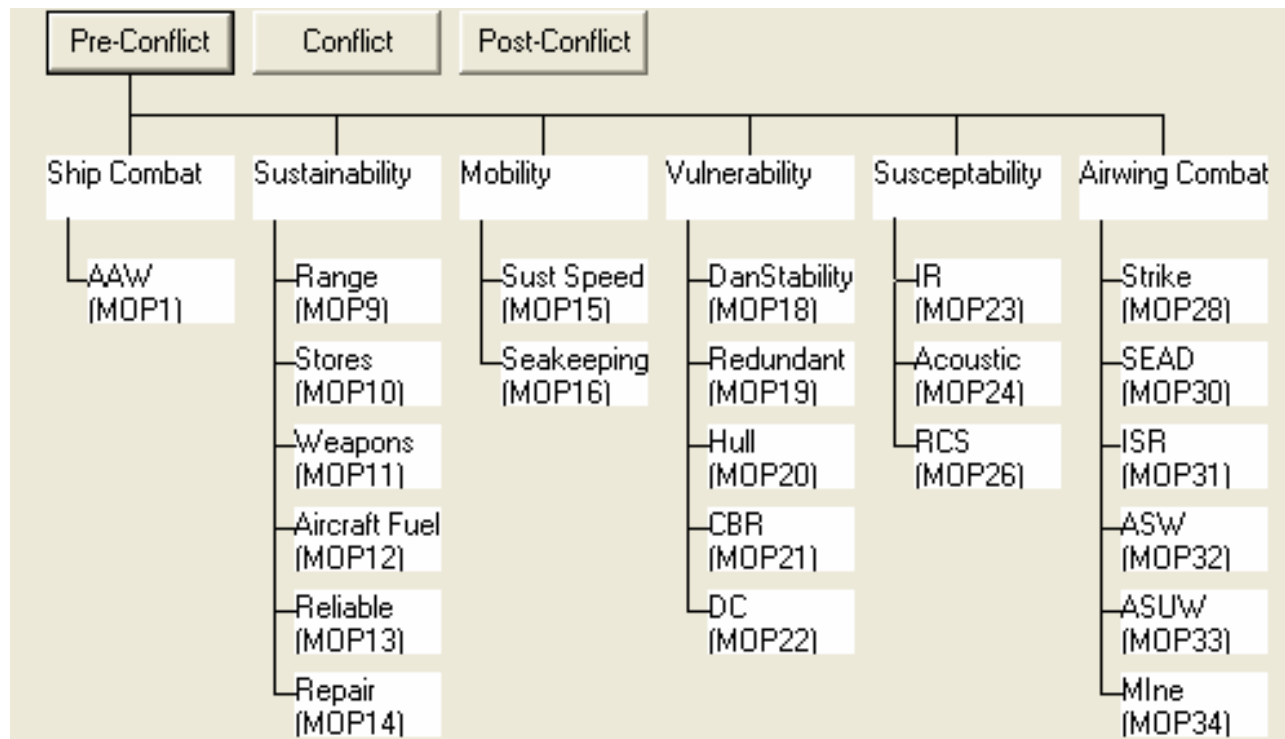 Pre-Conflict
Conflict
Post-Conflict
Ship Combat
Sustainability
Mobility
Vulnerability
Susceptability
Airwing Combat
AAW
(MOP1)
Range
(MOP9)
Stores
(MOP10)
Weapons
(MOP11)
Aircraft Fuel
(MOP12)
Reliable
(MOP13)
Repair
(MOP14)
Sust Speed
(MOP15)
Seakeeping
(MOP16)
DanStability
(MOP18)
Redundant
(MOP19)
Hull
(MOP20)
CBR
(MOP21)
DC
(MOP22)
IR
(MOP23)
Acoustic
(MOP24)
RCS
(MOP26)
Strike
(MOP28)
SEAD
(MOP30)
ISR
(MOP31)
ASW
(MOP32)
ASUW
(MOP33)
MIne
(MOP34)